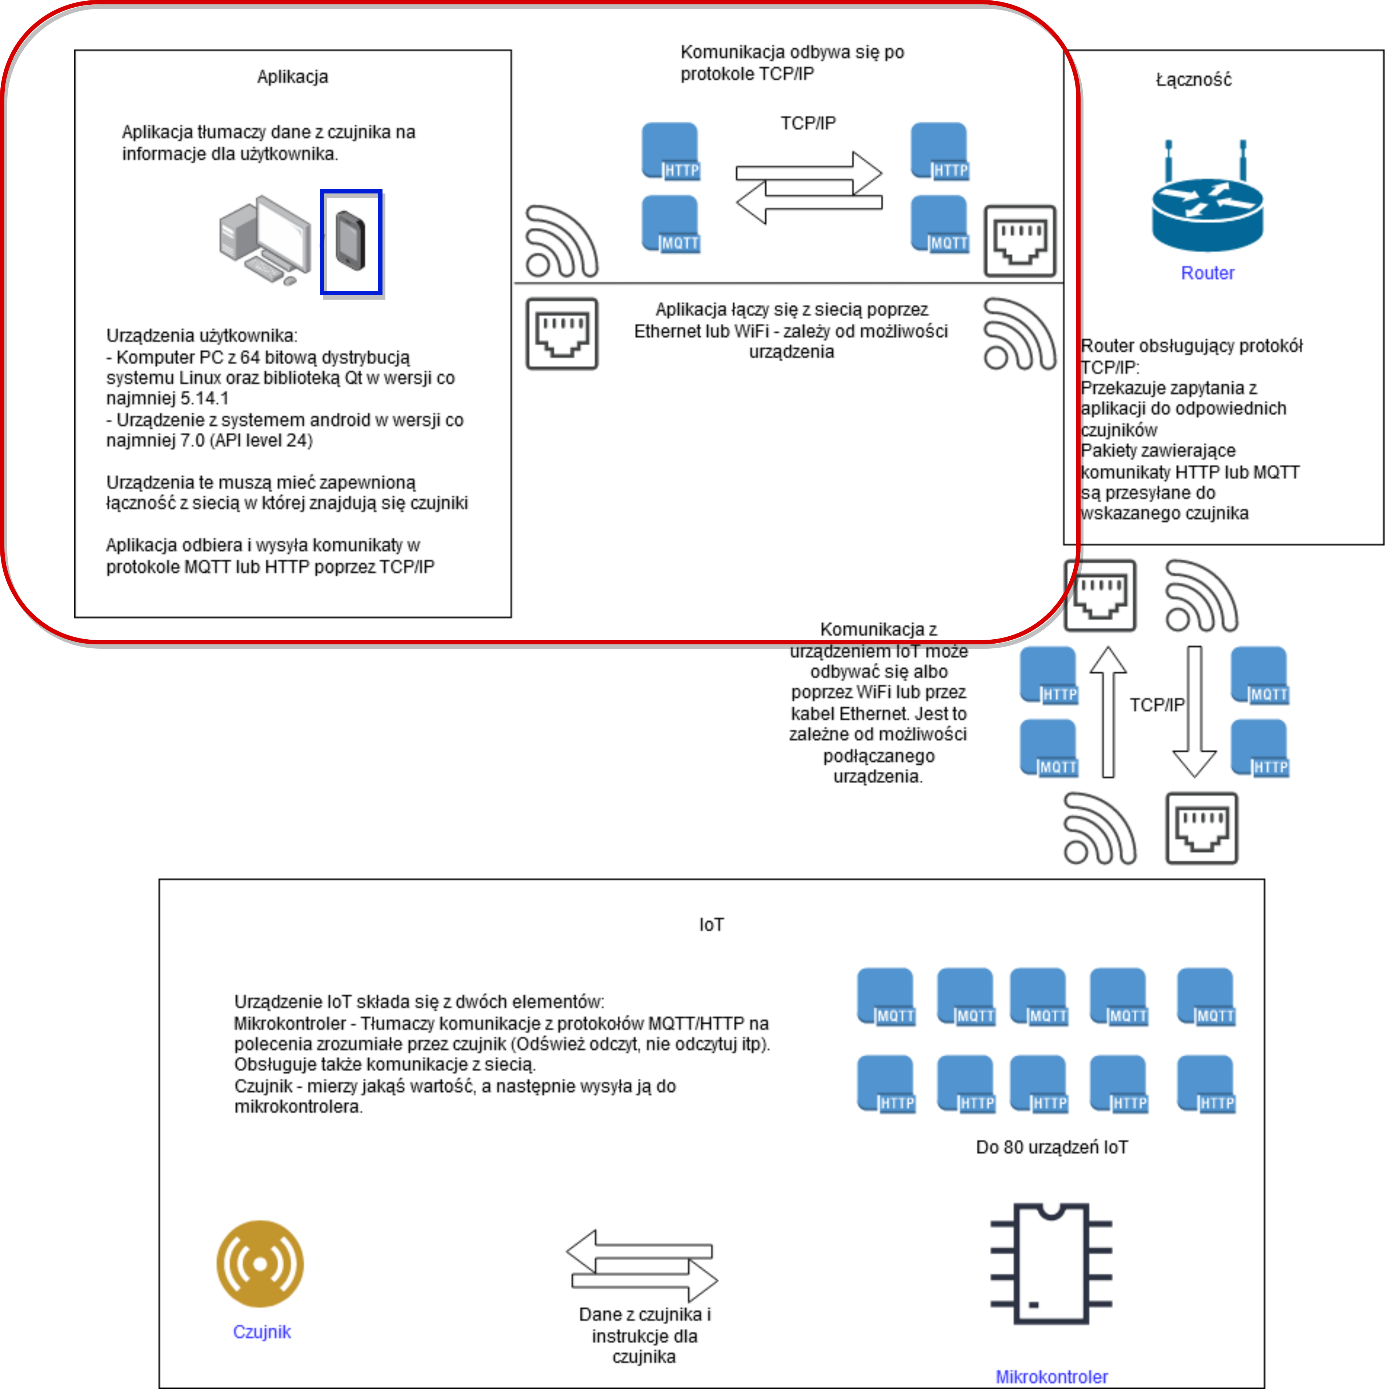 Aplikacja
Aplikacja tłumaczy dane z czujnika na
informacje dla użytkownika.
Urządzenia użytkownika:
- Komputer PC z 64 bitową dystrybucją
systemu Linux oraz biblioteką Qt w wersji co
najmniej 5.14.1
- Urządzenie z systemem android w wersji co
najmniej 7.0 (API level 24)
Urządzenia te muszą mieć zapewnioną
łączność z siecią w której znajdują się czujniki
Aplikacja odbiera i wysyła komunikaty w
protokole MQTT lub HTTP poprzez TCP/IP
Komunikacja odbywa się po
protokole TCP/IP
TCP/IP
HTTP
HTTP
MQTT
MQTT
Aplikacja łączy się z siecią poprzez
Ethernet lub WiFi - zależy od możliwości
urządzenia
Łączność
Router
Router obsługujący protokół
TCP/IP:
Przekazuje zapytania z
aplikacji do odpowiednich
czujników
Pakiety zawierające
komunikaty HTTP lub MQTT
są przesyłane do
wskazanego czujnika
Komunikacja z
urządzeniem IoT może
odbywać się albo
poprzez WiFi lub przez
kabel Ethernet. Jest to
zależne od możliwości
podłączanego
urządzenia.
HTTP
MQTT
TCP/IP
MQTT
HTTP
IoT
Urządzenie IoT składa się z dwóch elementów:
Mikrokontroler - Tłumaczy komunikacje z protokołów MQTT/HTTP na
polecenia zrozumiałe przez czujnik (Odśwież odczyt, nie odczytuj itp).
Obsługuje także komunikacje z siecią.
Czujnik - mierzy jakąś wartość, a następnie wysyła ją do
mikrokontrolera.
MQTT MQTT MQTT MQTT MQTT
HTTP HTTP HTTP HTTP HTTP
Do 80 urządzeń IoT
Czujnik
Dane z czujnika i
instrukcje dla
czujnika
Mikrokontroler